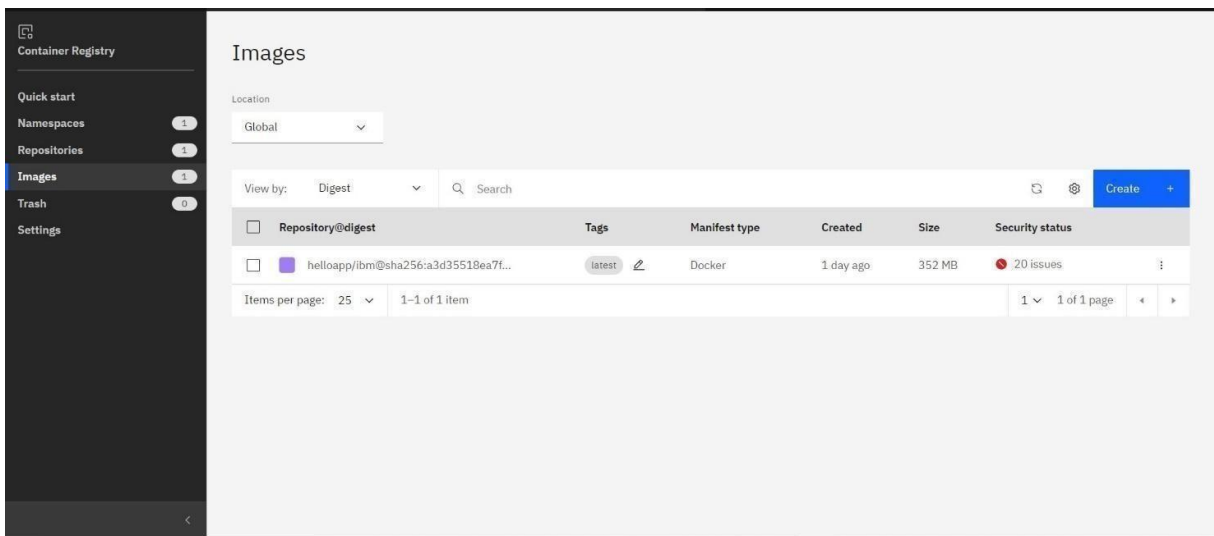 Container Registry
Quick start
Namespaces 1
Repositories 1
Images 1
Trash 0
Settings
Images
Location
Global
View by: Digest Search Create +
Repository@digest Tags Manifest type Created Size Security status
helloapp/ibm@sha256:a3d35518ea7f... latest Docker 1 day ago 352 MB 20 issues
Items per page: 25 1–1 of 1 item 1 1 of 1 page